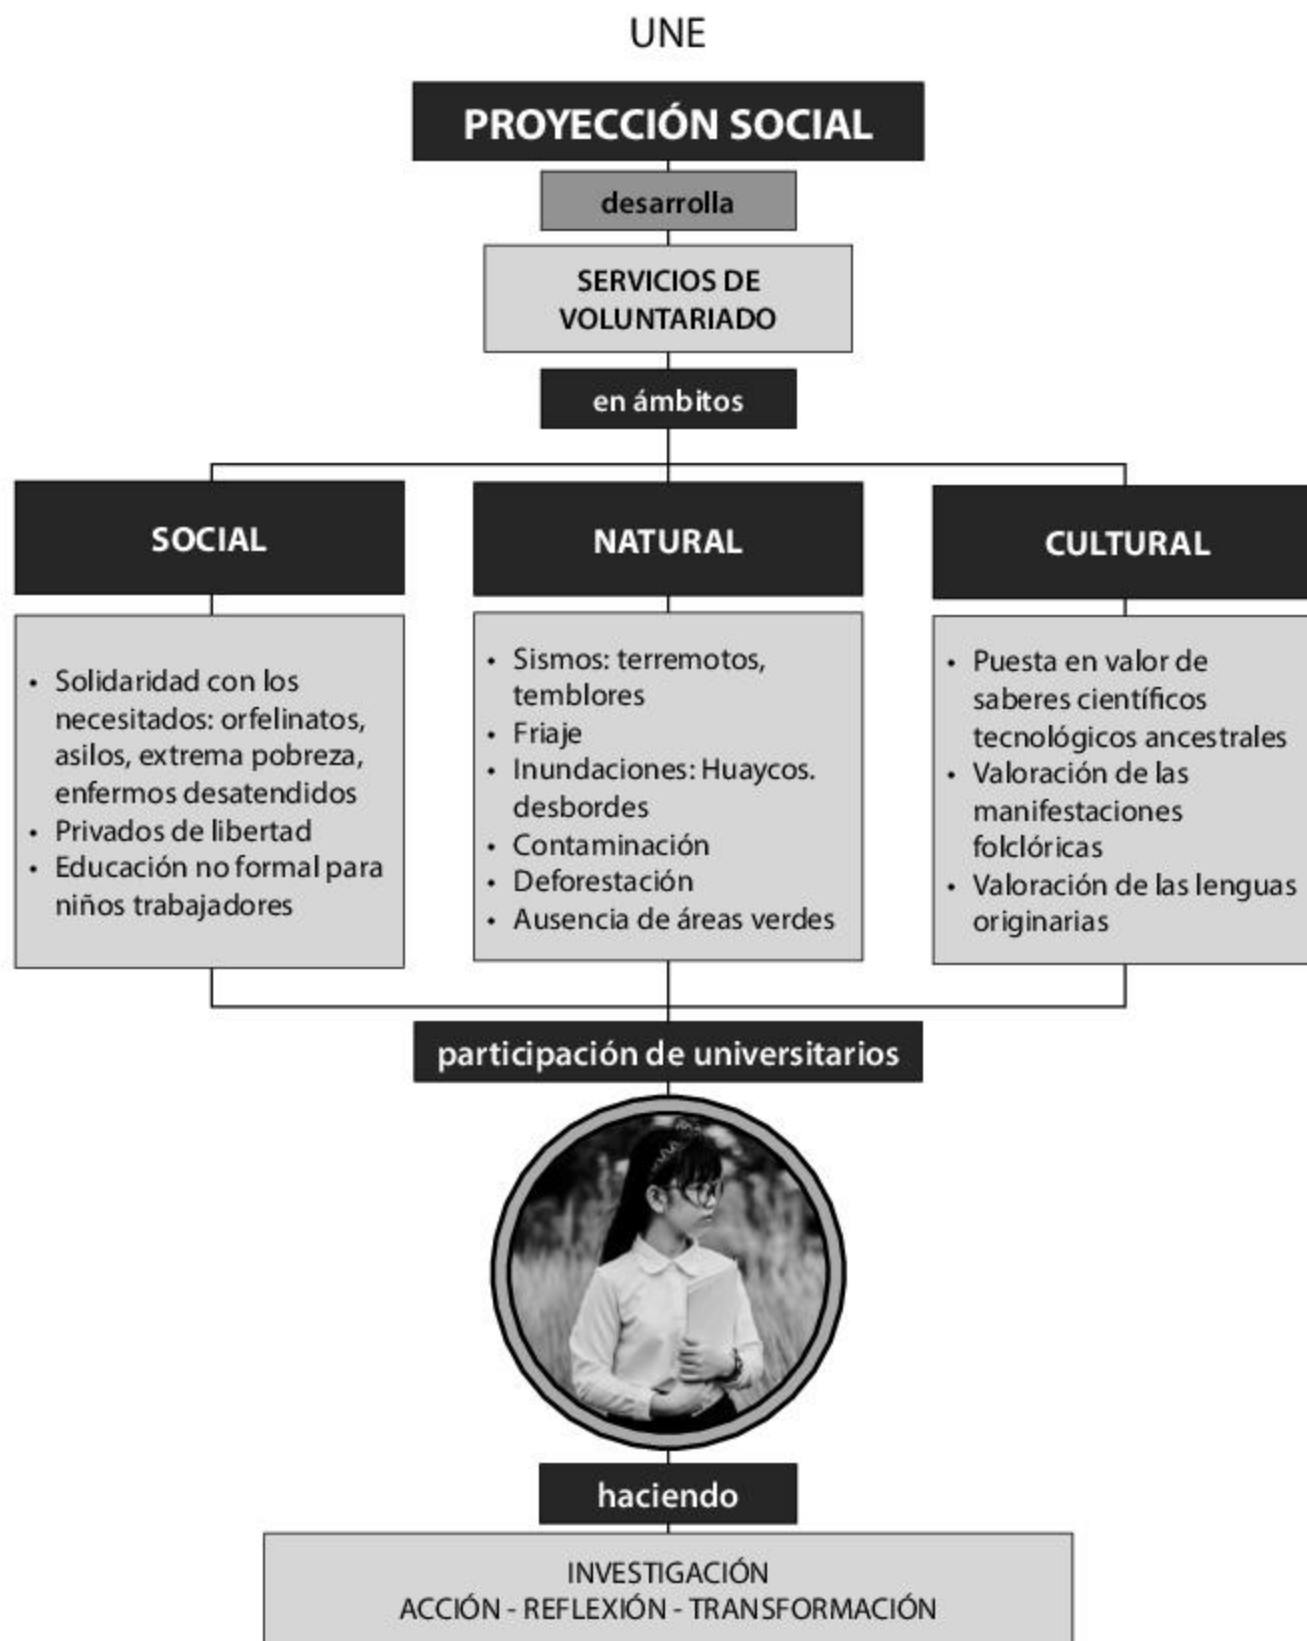 UNE
PROYECCIÓN SOCIAL
desarrolla
SERVICIOS DE
VOLUNTARIADO
en ámbitos
SOCIAL
• Solidaridad con los
necesitados: orfelinatos,
asilos, extrema pobreza,
enfermos desatendidos
• Privados de libertad
• Educación no formal para
niños trabajadores
NATURAL
• Sismos: terremotos,
temblores
• Friaje
• Inundaciones: Huaycos.
desbordes
• Contaminación
• Deforestación
• Ausencia de áreas verdes
CULTURAL
• Puesta en valor de
saberes científicos
tecnológicos ancestrales
• Valoración de las
manifestaciones
folclóricas
• Valoración de las lenguas
originarias
participación de universitarios
haciendo
INVESTIGACIÓN
ACCIÓN - REFLEXIÓN - TRANSFORMACIÓN